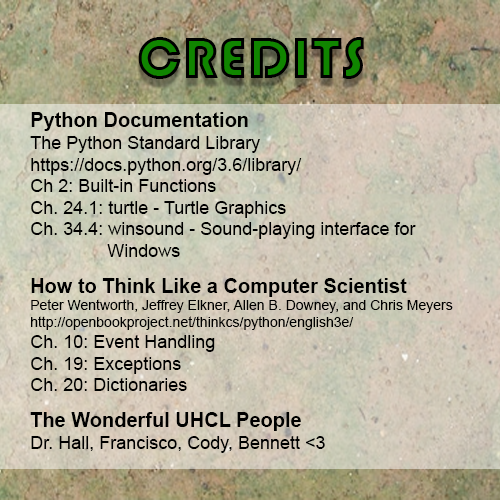 CREDITS
Python Documentation
The Python Standard Library
https://docs.python.org/3.6/library/
Ch 2: Built-in Functions
Ch. 24.1: turtle - Turtle Graphics
Ch. 34.4: winsound - Sound-playing interface for
Windows
How to Think Like a Computer Scientist
Peter Wentworth, Jeffrey Elkner, Allen B. Downey, and Chris Meyers
http://openbookproject.net/thinkcs/python/english3e/
Ch. 10: Event Handling
Ch. 19: Exceptions
Ch. 20: Dictionaries
The Wonderful UHCL People
Dr. Hall, Francisco, Cody, Bennett <3